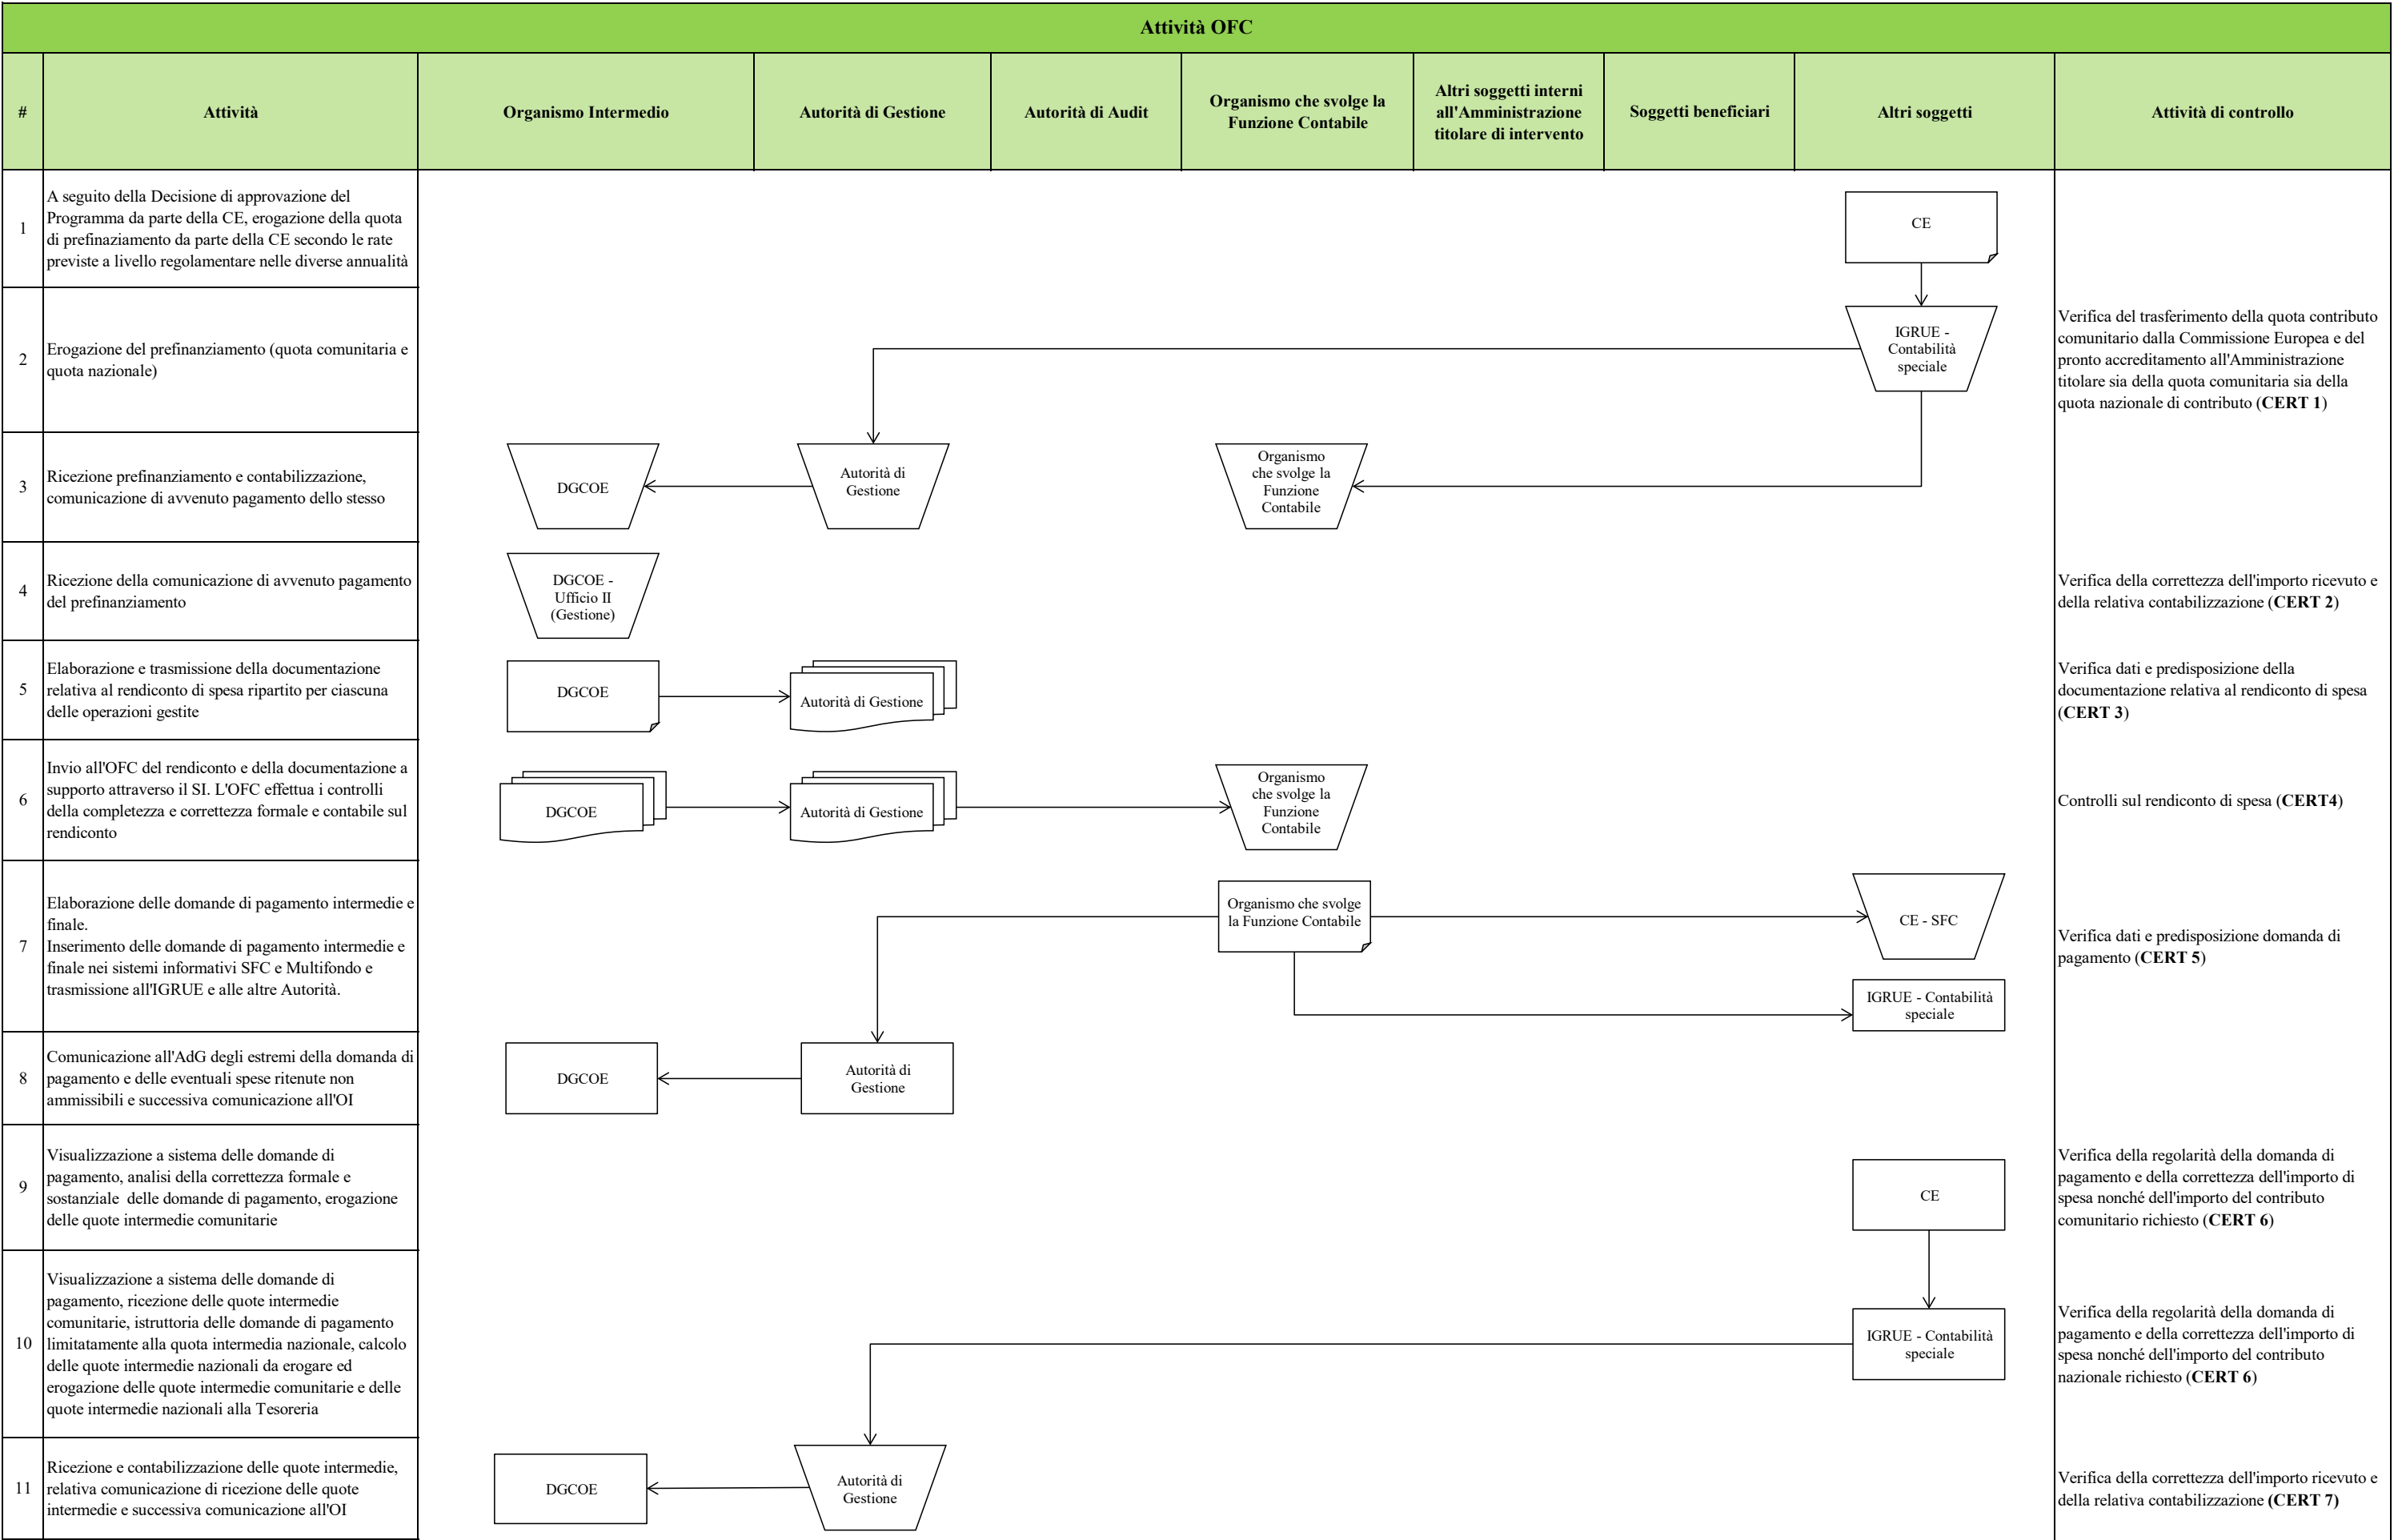 Attività OFC
#
Attività
Organismo Intermedio
Autorità di Gestione
Autorità di Audit
Organismo che svolge la
Funzione Contabile
Altri soggetti interni
all'Amministrazione
titolare di intervento
Soggetti beneficiari
Altri soggetti
Attività di controllo
1
A seguito della Decisione di approvazione del
Programma da parte della CE, erogazione della quota
di prefinaziamento da parte della CE secondo le rate
previste a livello regolamentare nelle diverse annualità
CE
2
Erogazione del prefinanziamento (quota comunitaria e
quota nazionale)
IGRUE -
Contabilità
speciale
Verifica del trasferimento della quota contributo
comunitario dalla Commissione Europea e del
pronto accreditamento all'Amministrazione
titolare sia della quota comunitaria sia della
quota nazionale di contributo (CERT 1)
3
Ricezione prefinanziamento e contabilizzazione,
comunicazione di avvenuto pagamento dello stesso
DGCOE
Autorità di
Gestione
Organismo
che svolge la
Funzione
Contabile
4
Ricezione della comunicazione di avvenuto pagamento
del prefinanziamento
DGCOE -
Ufficio II
(Gestione)
Verifica della correttezza dell'importo ricevuto e
della relativa contabilizzazione (CERT 2)
5
Elaborazione e trasmissione della documentazione
relativa al rendiconto di spesa ripartito per ciascuna
delle operazioni gestite
DGCOE
Autorità di Gestione
Verifica dati e predisposizione della
documentazione relativa al rendiconto di spesa
(CERT 3)
6
Invio all'OFC del rendiconto e della documentazione a
supporto attraverso il SI. L'OFC effettua i controlli
della completezza e correttezza formale e contabile sul
rendiconto
DGCOE
Autorità di Gestione
Organismo
che svolge la
Funzione
Contabile
Controlli sul rendiconto di spesa (CERT4)
7
Elaborazione delle domande di pagamento intermedie e
finale.
Inserimento delle domande di pagamento intermedie e
finale nei sistemi informativi SFC e Multifondo e
trasmissione all'IGRUE e alle altre Autorità.
Organismo che svolge
la Funzione Contabile
CE - SFC
IGRUE - Contabilità
speciale
Verifica dati e predisposizione domanda di
pagamento (CERT 5)
8
Comunicazione all'AdG degli estremi della domanda di
pagamento e delle eventuali spese ritenute non
ammissibili e successiva comunicazione all'OI
DGCOE
Autorità di
Gestione
9
Visualizzazione a sistema delle domande di
pagamento, analisi della correttezza formale e
sostanziale  delle domande di pagamento, erogazione
delle quote intermedie comunitarie
CE
Verifica della regolarità della domanda di
pagamento e della correttezza dell'importo di
spesa nonché dell'importo del contributo
comunitario richiesto (CERT 6)
10
Visualizzazione a sistema delle domande di
pagamento, ricezione delle quote intermedie
comunitarie, istruttoria delle domande di pagamento
limitatamente alla quota intermedia nazionale, calcolo
delle quote intermedie nazionali da erogare ed
erogazione delle quote intermedie comunitarie e delle
quote intermedie nazionali alla Tesoreria
IGRUE - Contabilità
speciale
Verifica della regolarità della domanda di
pagamento e della correttezza dell'importo di
spesa nonché dell'importo del contributo
nazionale richiesto (CERT 6)
11
Ricezione e contabilizzazione delle quote intermedie,
relativa comunicazione di ricezione delle quote
intermedie e successiva comunicazione all'OI
DGCOE
Autorità di
Gestione
Verifica della correttezza dell'importo ricevuto e
della relativa contabilizzazione (CERT 7)